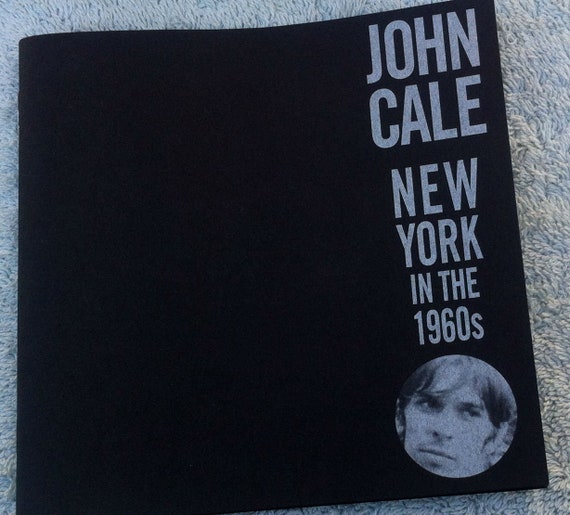 JOHN
CALE
NEW
YORK
IN THE
1960s